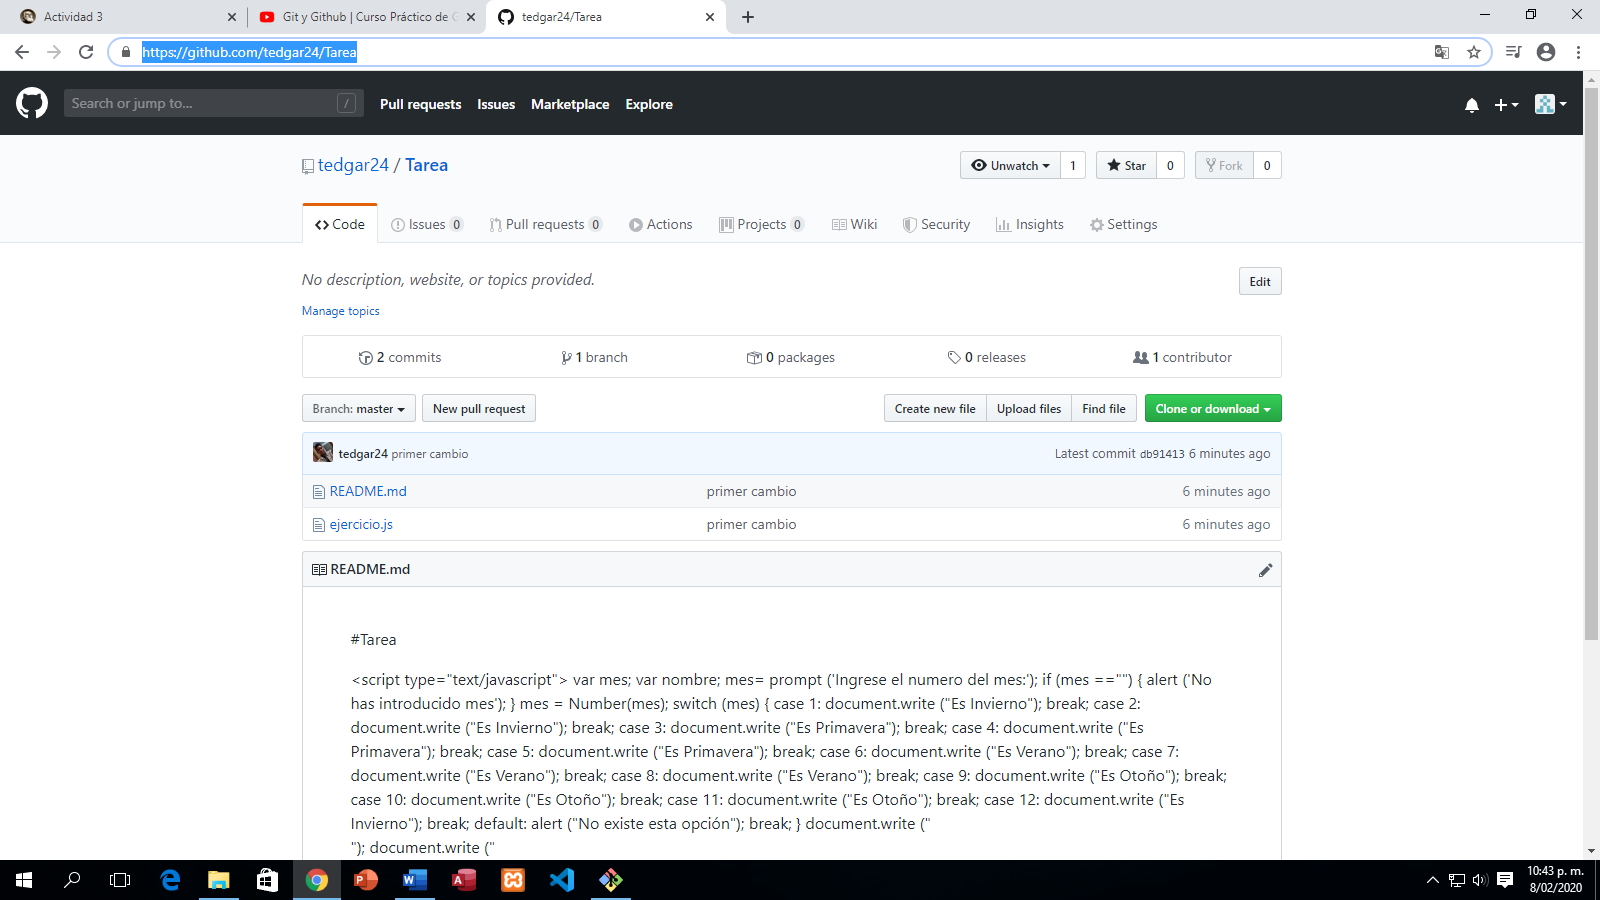 Actividad 3
Git y Github | Curso Práctico de G
tedgar24/Tarea
https://github.com/tedgar24/Tarea
Search or jump to... /
Pull requests Issues Marketplace Explore
tedgar24 / Tarea
Unwatch 1 Star 0 Fork 0
Code Issues 0 Pull requests 0 Actions Projects 0 Wiki Security Insights Settings
No description, website, or topics provided. Edit
Manage topics
2 commits 1 branch 0 packages 0 releases 1 contributor
Branch: master New pull request Create new file Upload files Find file Clone or download
tedgar24 primer cambio Latest commit db91413 6 minutes ago
README.md primer cambio 6 minutes ago
ejercicio.js primer cambio 6 minutes ago
README.md
#Tarea
<script type="text/javascript"> var mes; var nombre; mes= prompt ('Ingrese el numero del mes:'); if (mes =="") { alert ('No
has introducido mes'); } mes = Number(mes); switch (mes) { case 1: document.write ("Es Invierno"); break; case 2:
document.write ("Es Invierno"); break; case 3: document.write ("Es Primavera"); break; case 4: document.write ("Es
Primavera"); break; case 5: document.write ("Es Primavera"); break; case 6: document.write ("Es Verano"); break; case 7:
document.write ("Es Verano"); break; case 8: document.write ("Es Verano"); break; case 9: document.write ("Es Otoño"); break;
case 10: document.write ("Es Otoño"); break; case 11: document.write ("Es Otoño"); break; case 12: document.write ("Es
Invierno"); break; default: alert ("No existe esta opción"); break; } document.write ("
"); document.write ("
10:43 p. m.
8/02/2020